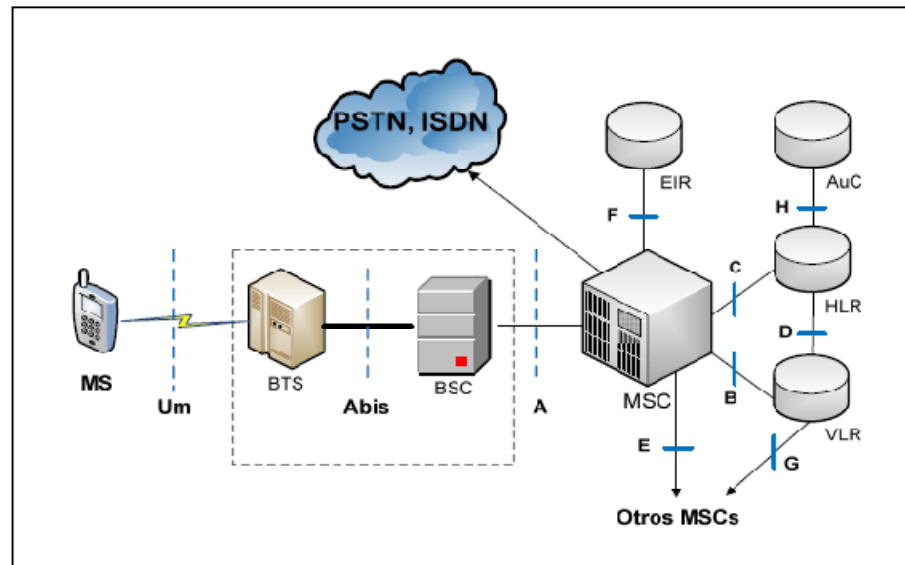 PSTN, ISDN
EIR
AuC
F
H
C
HLR
D
MS
BTS
BSC
MSC
B
VLR
Um
Abis
A
E
G
Otros MSCs